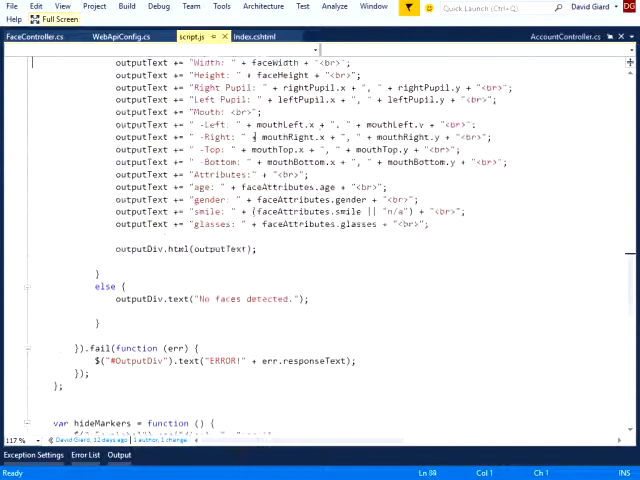 File Edit View Project Build Debug Team Tools Architecture Test Analyze Window Quick Launch (Ctrl+Q) David Giard DG
Help Full Screen
FaceController.cs WebApiConfig.cs script.js Index.cshtml AccountController.cs
outputText += "Width: " + faceWidth + "<br>";
outputText += "Height: " + faceHeight + "<br>";
outputText += "Right Pupil: " + rightPupil.x + ", " + rightPupil.y + "<br>";
outputText += "Left Pupil: " + leftPupil.x + ", " + leftPupil.y + "<br>";
outputText += "Mouth: <br>";
outputText += " -Left: " + mouthLeft.x + ", " + mouthLeft.y + "<br>";
outputText += " -Right: " + mouthRight.x + ", " + mouthRight.y + "<br>";
outputText += " -Top: " + mouthTop.x + ", " + mouthTop.y + "<br>";
outputText += " -Bottom: " + mouthBottom.x + ", " + mouthBottom.y + "<br>";
outputText += "Attributes:" + "<br>";
outputText += "age: " + faceAttributes.age + "<br>";
outputText += "gender: " + faceAttributes.gender + "<br>";
outputText += "smile: " + (faceAttributes.smile || "n/a") + "<br>";
outputText += "glasses: " + faceAttributes.glasses + "<br>";
outputDiv.html(outputText);
}
else {
outputDiv.text("No faces detected.");
}
}).fail(function (err) {
$("#OutputDiv").text("ERROR!" + err.responseText);
});
};
var hideMarkers = function () {
117 % David Giard, 12 days ago | 1 author, 1 change
Exception Settings Error List Output
Ready Col 1 Ch 1 INS